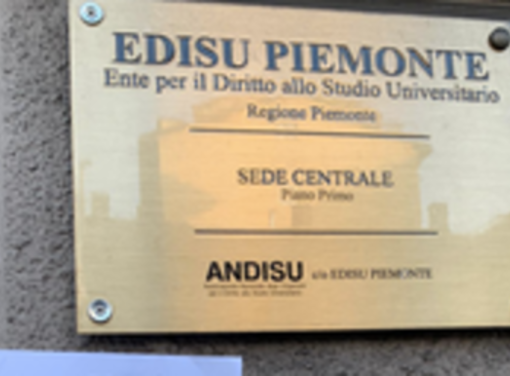 EDISU PIEMONTE
Ente per il Diritto allo Studio Universitario
Regione Piemonte
SEDE CENTRALE
Piano Primo
ANDISU c/o EDISU PIEMONTE